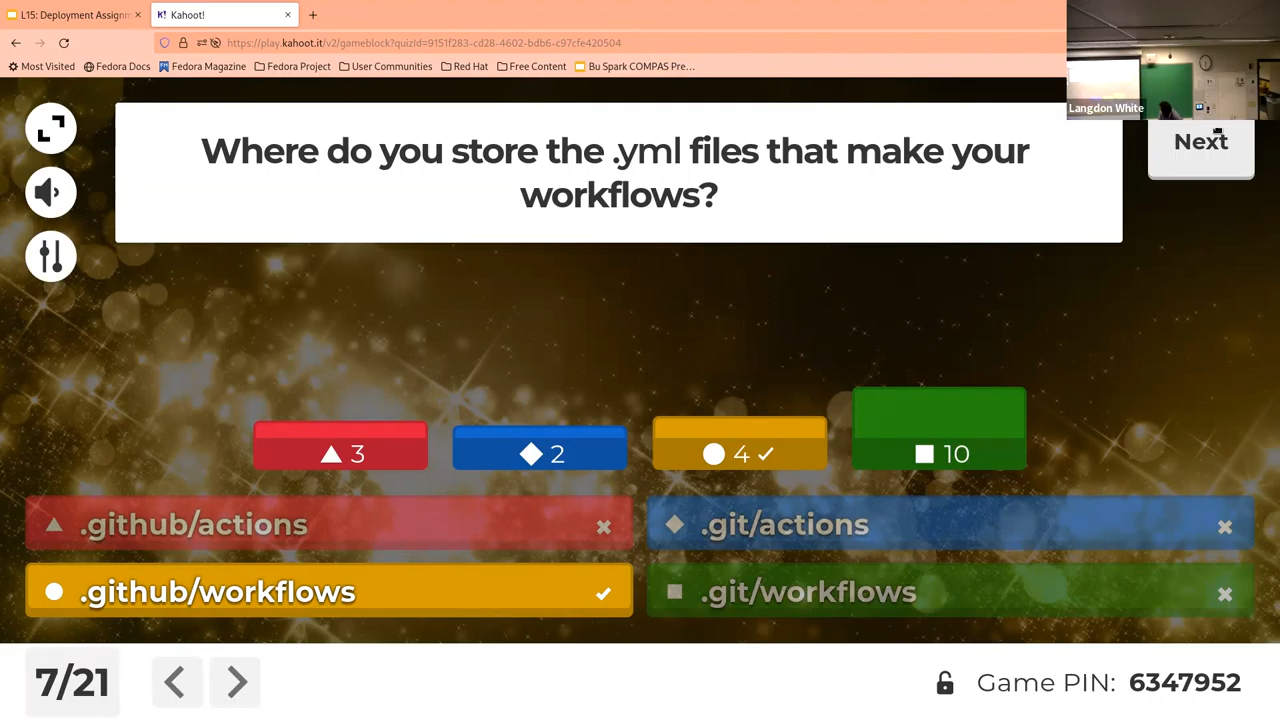 L15: Deployment Assignm
K! Kahoot!
https://play.kahoot.it/v2/gameblock?quizId=9151f283-cd28-4602-bdb6-c97cfe420504
Most Visited
Fedora Docs
Fedora Magazine
Fedora Project
User Communities
Red Hat
Free Content
Bu Spark COMPAS Pre…
Langdon White
Where do you store the .yml files that make your
workflows?
Next
3
2
4
10
.github/actions
.git/actions
.github/workflows
.git/workflows
7/21
Game PIN: 6347952